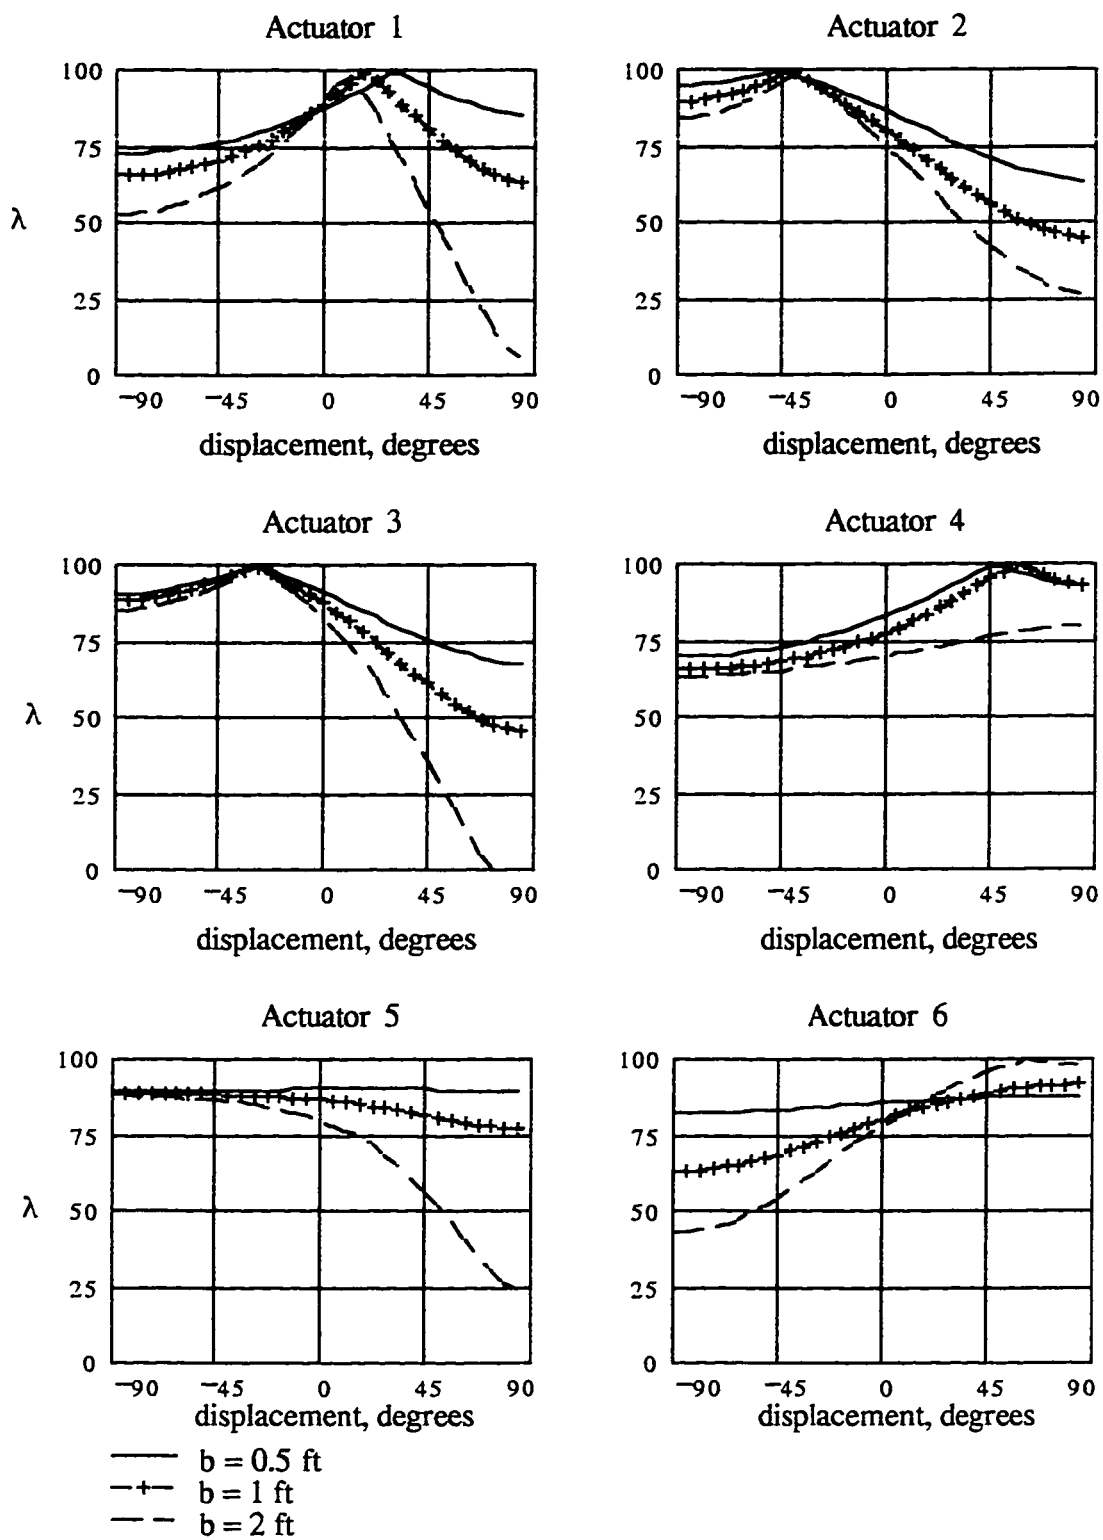 Actuator 1
Actuator 2
100
75
λ
50
25
0
−90 −45 0 45 90
displacement, degrees
100
75
50
25
0
−90 −45 0 45 90
displacement, degrees
Actuator 3
Actuator 4
100
75
λ
50
25
0
−90 −45 0 45 90
displacement, degrees
100
75
50
25
0
−90 −45 0 45 90
displacement, degrees
Actuator 5
Actuator 6
100
75
λ
50
25
0
−90 −45 0 45 90
displacement, degrees
100
75
50
25
0
−90 −45 0 45 90
displacement, degrees
b = 0.5 ft
b = 1 ft
b = 2 ft